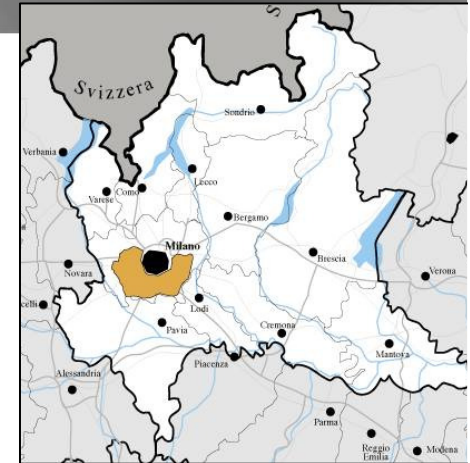 S
Svizzera
Sondrio
Verbania
Lecco
Como
Varese
Bergamo
Milano
Brescia
Novara
Verona
Lodi
celli
Pavia
Cremona
Mantova
Piacenza
Alessandria
Parma
Reggio
Emilia
Modena